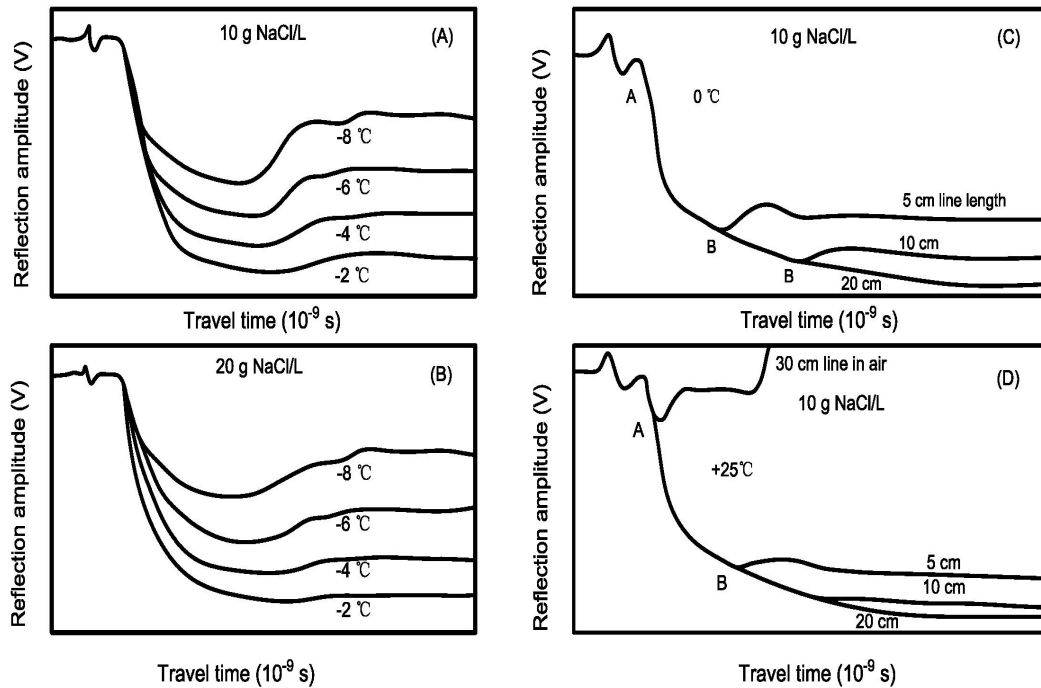 10 g NaCl/L
(A)
Reflection amplitude (V)
-8 ℃
-6 ℃
-4 ℃
-2 ℃
Travel time (10⁻⁹ s)
20 g NaCl/L
(B)
Reflection amplitude (V)
-8 ℃
-6 ℃
-4 ℃
-2 ℃
Travel time (10⁻⁹ s)
10 g NaCl/L
(C)
Reflection amplitude (V)
A
0 ℃
5 cm line length
B
10 cm
B
20 cm
Travel time (10⁻⁹ s)
30 cm line in air
(D)
10 g NaCl/L
Reflection amplitude (V)
A
+25℃
5 cm
B
10 cm
20 cm
Travel time (10⁻⁹ s)